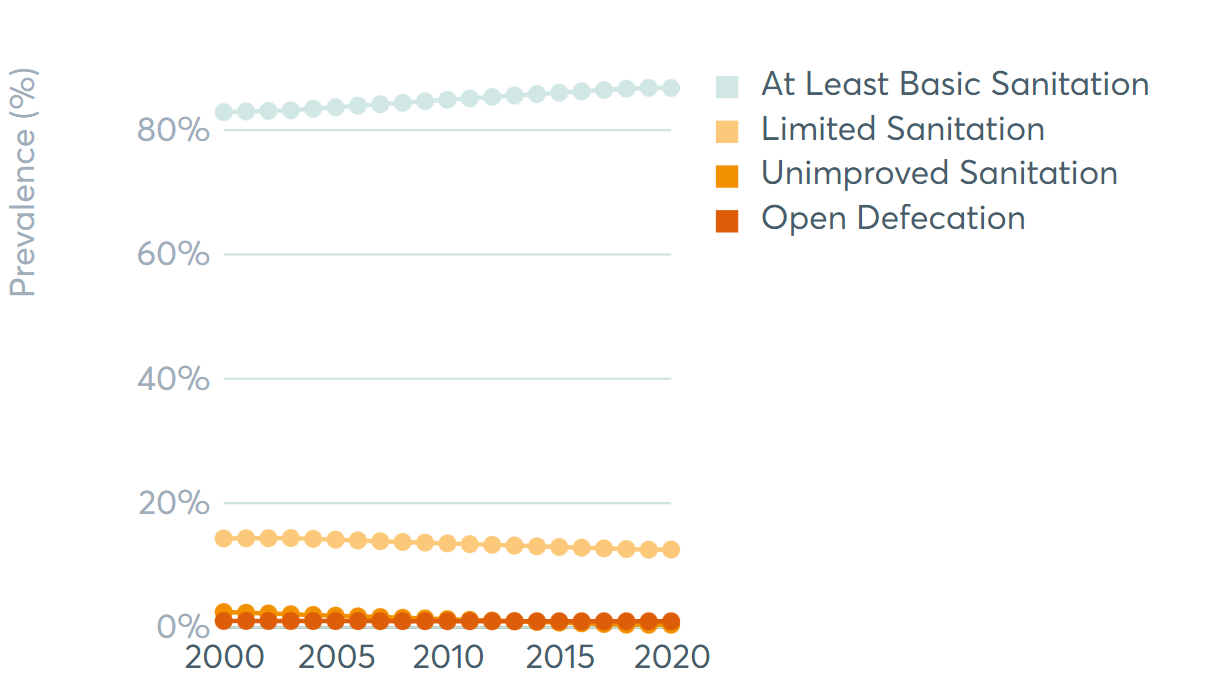 Prevalence (%)
80%
60%
40%
20%
0%
2000 2005 2010 2015 2020
At Least Basic Sanitation
Limited Sanitation
Unimproved Sanitation
Open Defecation